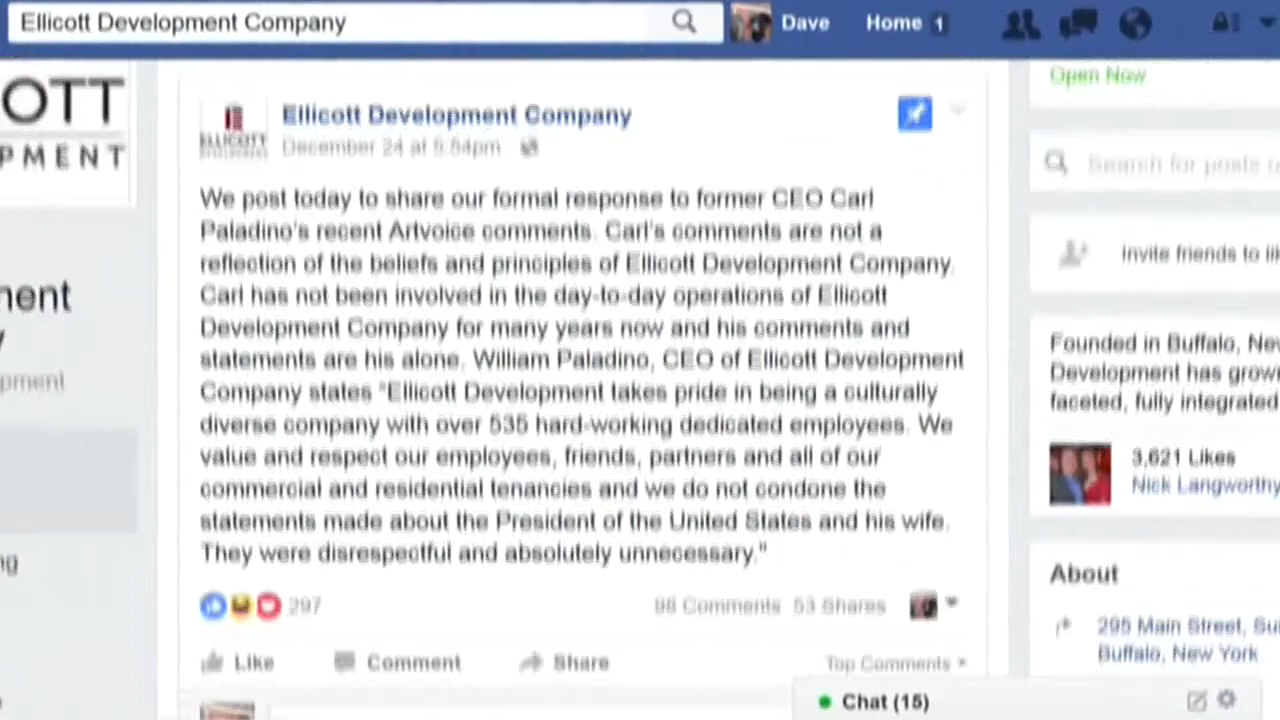 Ellicott Development Company
Dave
Home 1
OTT
PMENT
Open Now
Ellicott Development Company
ELLICOTT
December 24 at 5:54pm
Search for posts o
We post today to share our formal response to former CEO Carl
Paladino's recent Artvoice comments. Carl's comments are not a
reflection of the beliefs and principles of Ellicott Development Company.
Carl has not been involved in the day-to-day operations of Ellicott
Development Company for many years now and his comments and
statements are his alone. William Paladino, CEO of Ellicott Development
Company states "Ellicott Development takes pride in being a culturally
diverse company with over 535 hard-working dedicated employees. We
value and respect our employees, friends, partners and all of our
commercial and residential tenancies and we do not condone the
statements made about the President of the United States and his wife.
They were disrespectful and absolutely unnecessary."
297
98 Comments 53 Shares
Like Comment Share
Top Comments
nent
y
pment
ng
Invite friends to lik
Founded in Buffalo, Nev
Development has grow
faceted, fully integrated
3,621 Likes
Nick Langworthy
About
295 Main Street, Sui
Buffalo, New York
Chat (15)